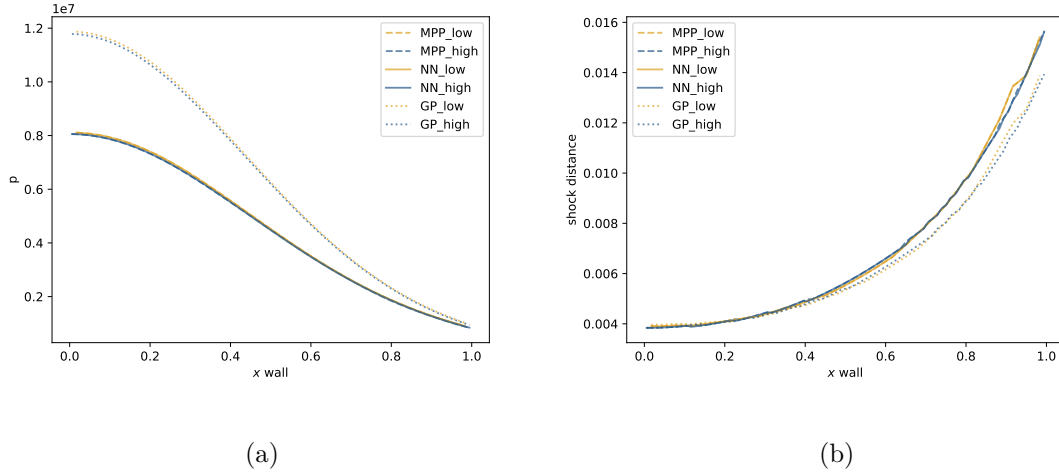 1e7
1.2
1.0
0.8
0.6
0.4
0.2
p
0.0 0.2 0.4 0.6 0.8 1.0
x wall
MPP_low
MPP_high
NN_low
NN_high
GP_low
GP_high
(a)
0.016
0.014
0.012
0.010
0.008
0.006
0.004
shock distance
0.0 0.2 0.4 0.6 0.8 1.0
x wall
MPP_low
MPP_high
NN_low
NN_high
GP_low
GP_high
(b)